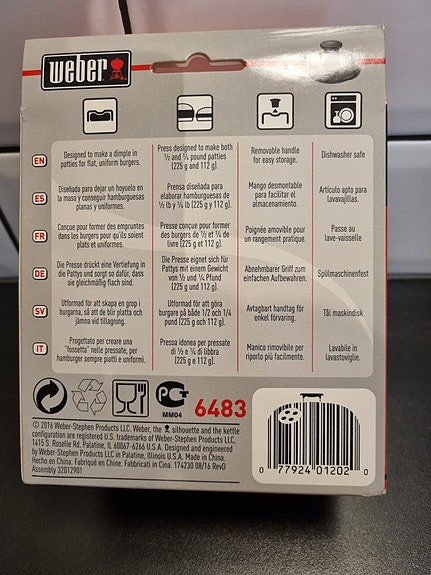 weber
EN
Designed to make a dimple in
patties for flat, uniform burgers.
Press designed to make both
½ and ¼ pound patties
(225 g and 112 g).
Removable handle
for easy storage.
Dishwasher safe
ES
Diseñada para dejar un hoyuelo en
la masa y conseguir hamburguesas
planas y uniformes.
Prensa diseñada para
elaborar hamburguesas de
½ lb y ¼ lb (225 g y 112 g).
Mango desmontable
para facilitar el
almacenamiento.
Artículo apto para
lavavajillas.
FR
Conçue pour former des empruntes
dans les burgers pour qu'ils soient
plats et uniformes.
Presse conçue pour former
des burgers de ½ et ¼ de
livre (225 g et 112 g).
Poignée amovible pour
un rangement pratique.
Passe au
lave-vaisselle
DE
Die Presse drückt eine Vertiefung in
die Pattys und sorgt so dafür, dass
sie gleichmäßig flach sind.
Die Presse eignet sich für
Pattys mit einem Gewicht
von ½ und ¼ Pfund
(225 g und 112 g).
Abnehmbarer Griff zum
einfachen Aufbewahren.
Spülmaschinenfest
SV
Utformad för att skapa en grop i
burgarna, så att de blir platta och
jämna vid tillagning.
Utformad för att göra
burgare på både 1/2 och 1/4
pund (225 g och 112 g).
Avtagbart handtag för
enkel förvaring.
Tål maskindisk
IT
Progettato per creare una
"fossetta" nelle pressate, per
hamburger sempre piatti e uniformi.
Pressa idonea per pressate
di ½ e ¼ di libbra
(225 g e 112 g).
Manico rimovibile per
riporlo più facilmente.
Lavabile in
lavastoviglie.
MM04
6483
© 2016 Weber-Stephen Products LLC. Weber, the silhouette and the kettle
configuration are registered U.S. trademarks of Weber-Stephen Products LLC,
1415 S. Roselle Rd, Palatine, IL 60067-6266 U.S.A. Designed and engineered
by Weber-Stephen Products LLC in Palatine, Illinois U.S.A. Made in China.
Hecho en China. Fabriqué en Chine. Fabbricati in Cina. 174230 08/16 RevO
Assembly 32012901
0 77924 01202 0